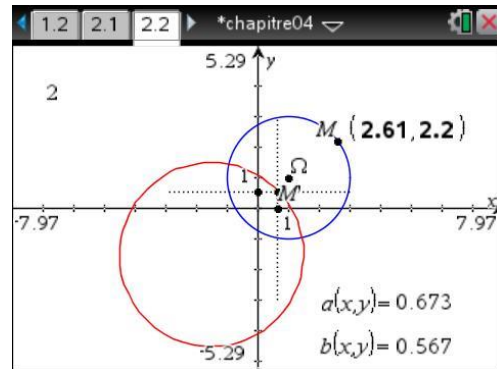 1.2 2.1 2.2 *chapitre04
5.29 y
2
M (2.61, 2.2)
Ω
1 M'
-7.97 1 7.97 x
a(x,y)=0.673
-5.29 b(x,y)=0.567